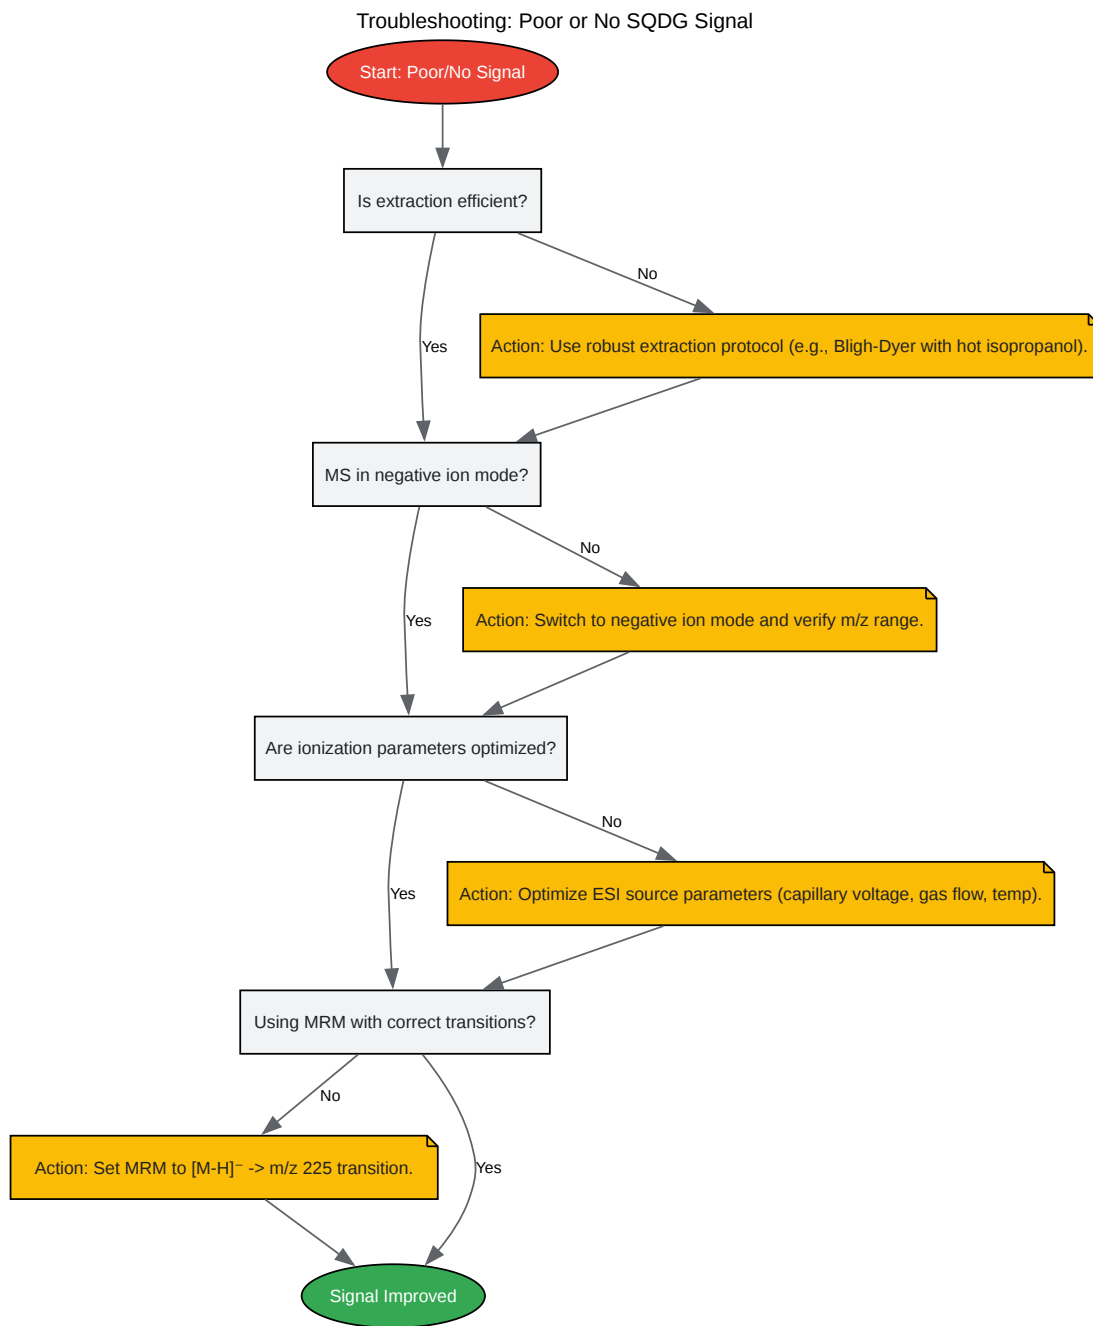 Troubleshooting: Poor or No SQDG Signal
Start: Poor/No Signal
Is extraction efficient?
No
Yes
Action: Use robust extraction protocol (e.g., Bligh-Dyer with hot isopropanol).
MS in negative ion mode?
No
Yes
Action: Switch to negative ion mode and verify m/z range.
Are ionization parameters optimized?
No
Yes
Action: Optimize ESI source parameters (capillary voltage, gas flow, temp).
Using MRM with correct transitions?
No
Yes
Action: Set MRM to [M-H]⁻ -> m/z 225 transition.
Signal Improved